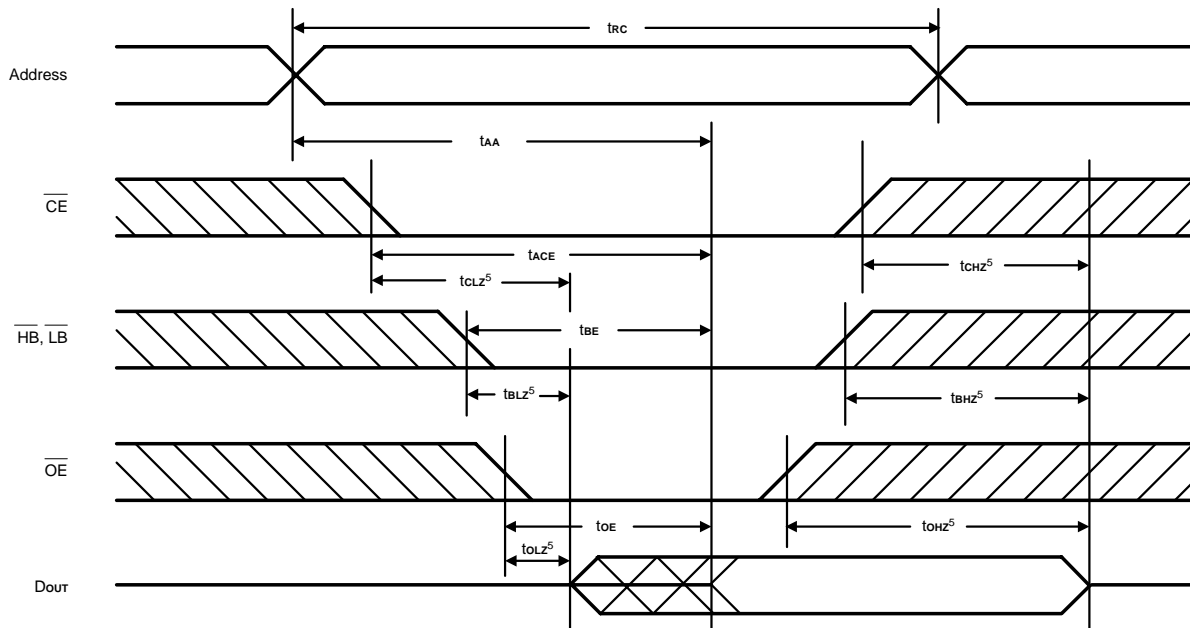 tRC
Address
tAA
CE
tACE
tCHZ5
tCLZ5
HB, LB
tBE
tBLZ5
tBHZ5
OE
tOE
tOHZ5
tOLZ5
DOUT